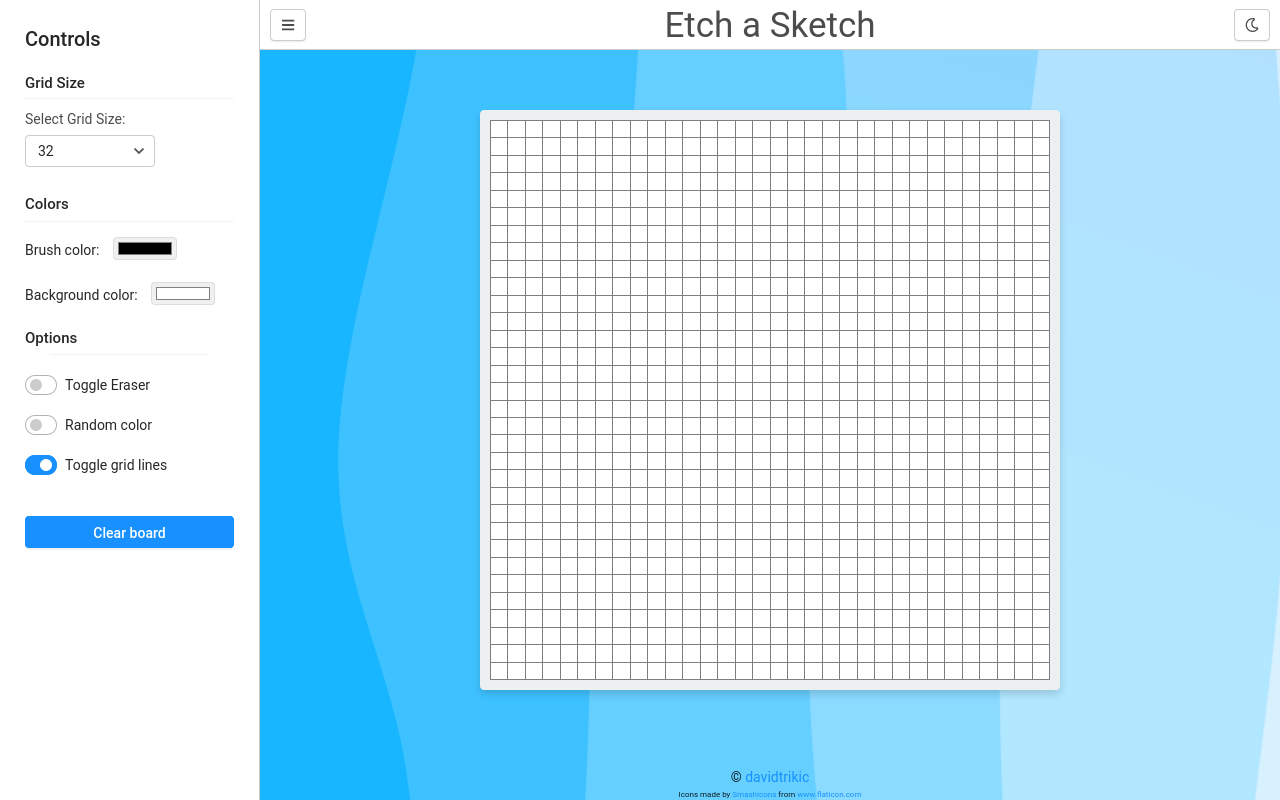 Controls
Grid Size
Select Grid Size:
32
Colors
Brush color:
Background color:
Options
Toggle Eraser
Random color
Toggle grid lines
Clear board
Etch a Sketch
© davidtrikic
Icons made by Smashicons from www.flaticon.com